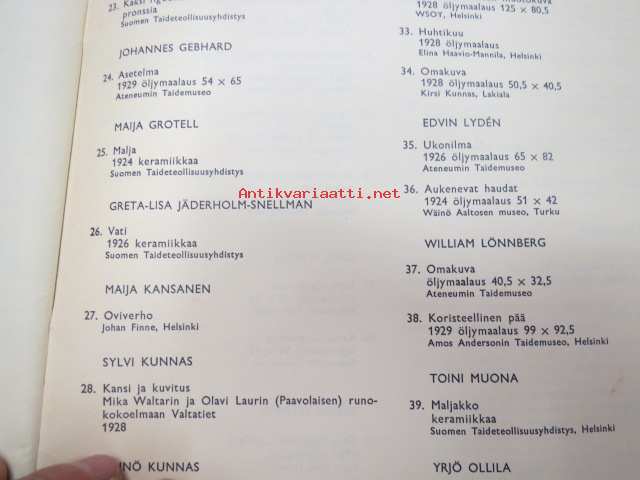 23. Kaksi
pronssia
Suomen Taideteollisuusyhdistys
JOHANNES GEBHARD
24. Asetelma
1929 öljymaalaus 54 × 65
Ateneumin Taidemuseo
MAIJA GROTELL
25. Malja
1924 keramiikkaa
Suomen Taideteollisuusyhdistys
GRETA-LISA JÄDERHOLM-SNELLMAN
26. Vati
1926 keramiikkaa
Suomen Taideteollisuusyhdistys
MAIJA KANSANEN
27. Oviverho
Johan Finne, Helsinki
SYLVI KUNNAS
28. Kansi ja kuvitus
Mika Waltarin ja Olavi Laurin (Paavolaisen) runo-
kokoelmaan Valtatiet
1928
INÖ KUNNAS
1928 öljymaalaus 125 × 80,5
WSOY, Helsinki
33. Huhtikuu
1928 öljymaalaus
Elina Haavio-Mannila, Helsinki
34. Omakuva
1928 öljymaalaus 50,5 × 40,5
Kirsi Kunnas, Lakiala
EDVIN LYDÉN
35. Ukonilma
1926 öljymaalaus 65 × 82
Ateneumin Taidemuseo
36. Aukenevat haudat
1924 öljymaalaus 51 × 42
Wäinö Aaltosen museo, Turku
WILLIAM LÖNNBERG
37. Omakuva
öljymaalaus 40,5 × 32,5
Ateneumin Taidemuseo
38. Koristeellinen pää
1929 öljymaalaus 99 × 92,5
Amos Andersonin Taidemuseo, Helsinki
TOINI MUONA
39. Maljakko
keramiikkaa
Suomen Taideteollisuusyhdistys, Helsinki
YRJÖ OLLILA
Antikvariaatti.net